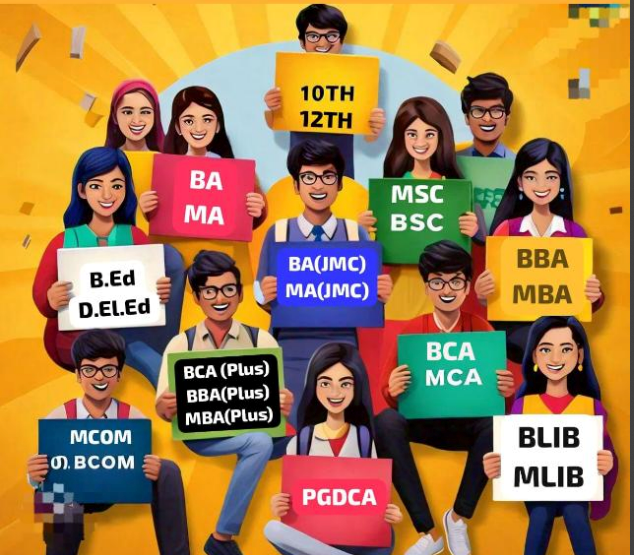 10TH
12TH
BA
MA
MSC
BSC
B.Ed
D.El.Ed
BA(JMC)
MA(JMC)
BBA
MBA
BCA (Plus)
BBA(Plus)
MBA(Plus)
BCA
MCA
MCOM
BCOM
PGDCA
BLIB
MLIB